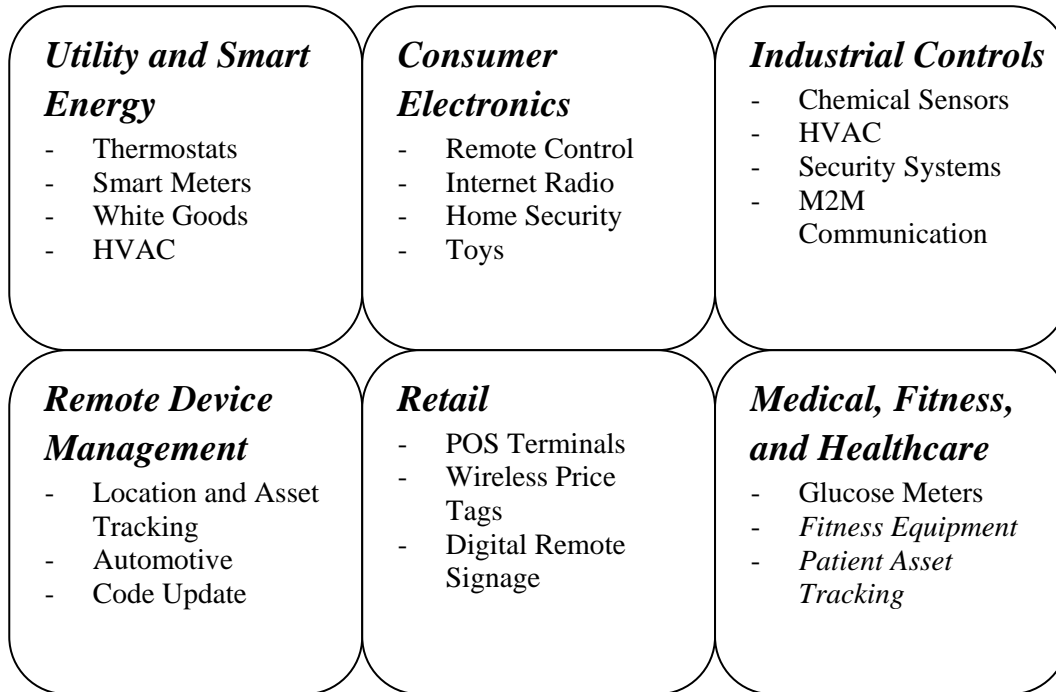 Utility and Smart
Energy
- Thermostats
- Smart Meters
- White Goods
- HVAC
Consumer
Electronics
- Remote Control
- Internet Radio
- Home Security
- Toys
Industrial Controls
- Chemical Sensors
- HVAC
- Security Systems
- M2M
Communication
Remote Device
Management
- Location and Asset
Tracking
- Automotive
- Code Update
Retail
- POS Terminals
- Wireless Price
Tags
- Digital Remote
Signage
Medical, Fitness,
and Healthcare
- Glucose Meters
- Fitness Equipment
- Patient Asset
Tracking